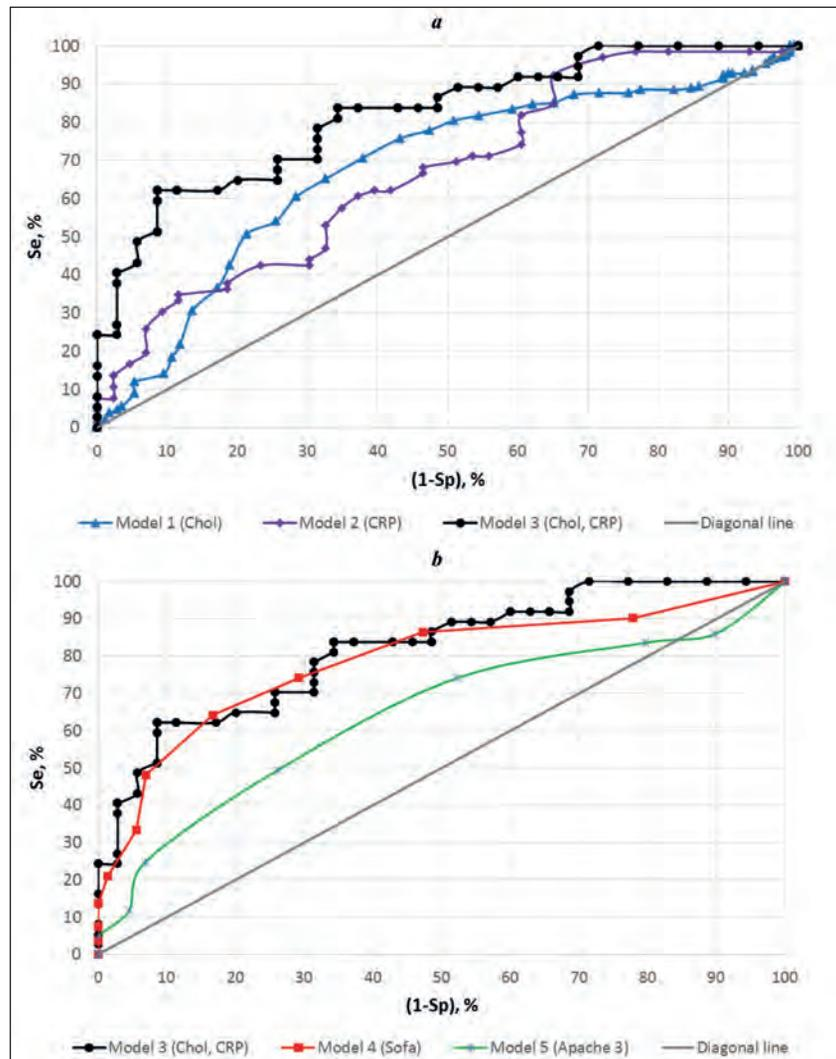 a
100
90
80
70
60
50
40
30
20
10
0
Se, %
0 10 20 30 40 50 60 70 80 90 100
(1-Sp), %
Model 1 (Chol) Model 2 (CRP) Model 3 (Chol, CRP) Diagonal line
b
100
90
80
70
60
50
40
30
20
10
0
Se, %
0 10 20 30 40 50 60 70 80 90 100
(1-Sp), %
Model 3 (Chol, CRP) Model 4 (Sofa) Model 5 (Apache 3) Diagonal line